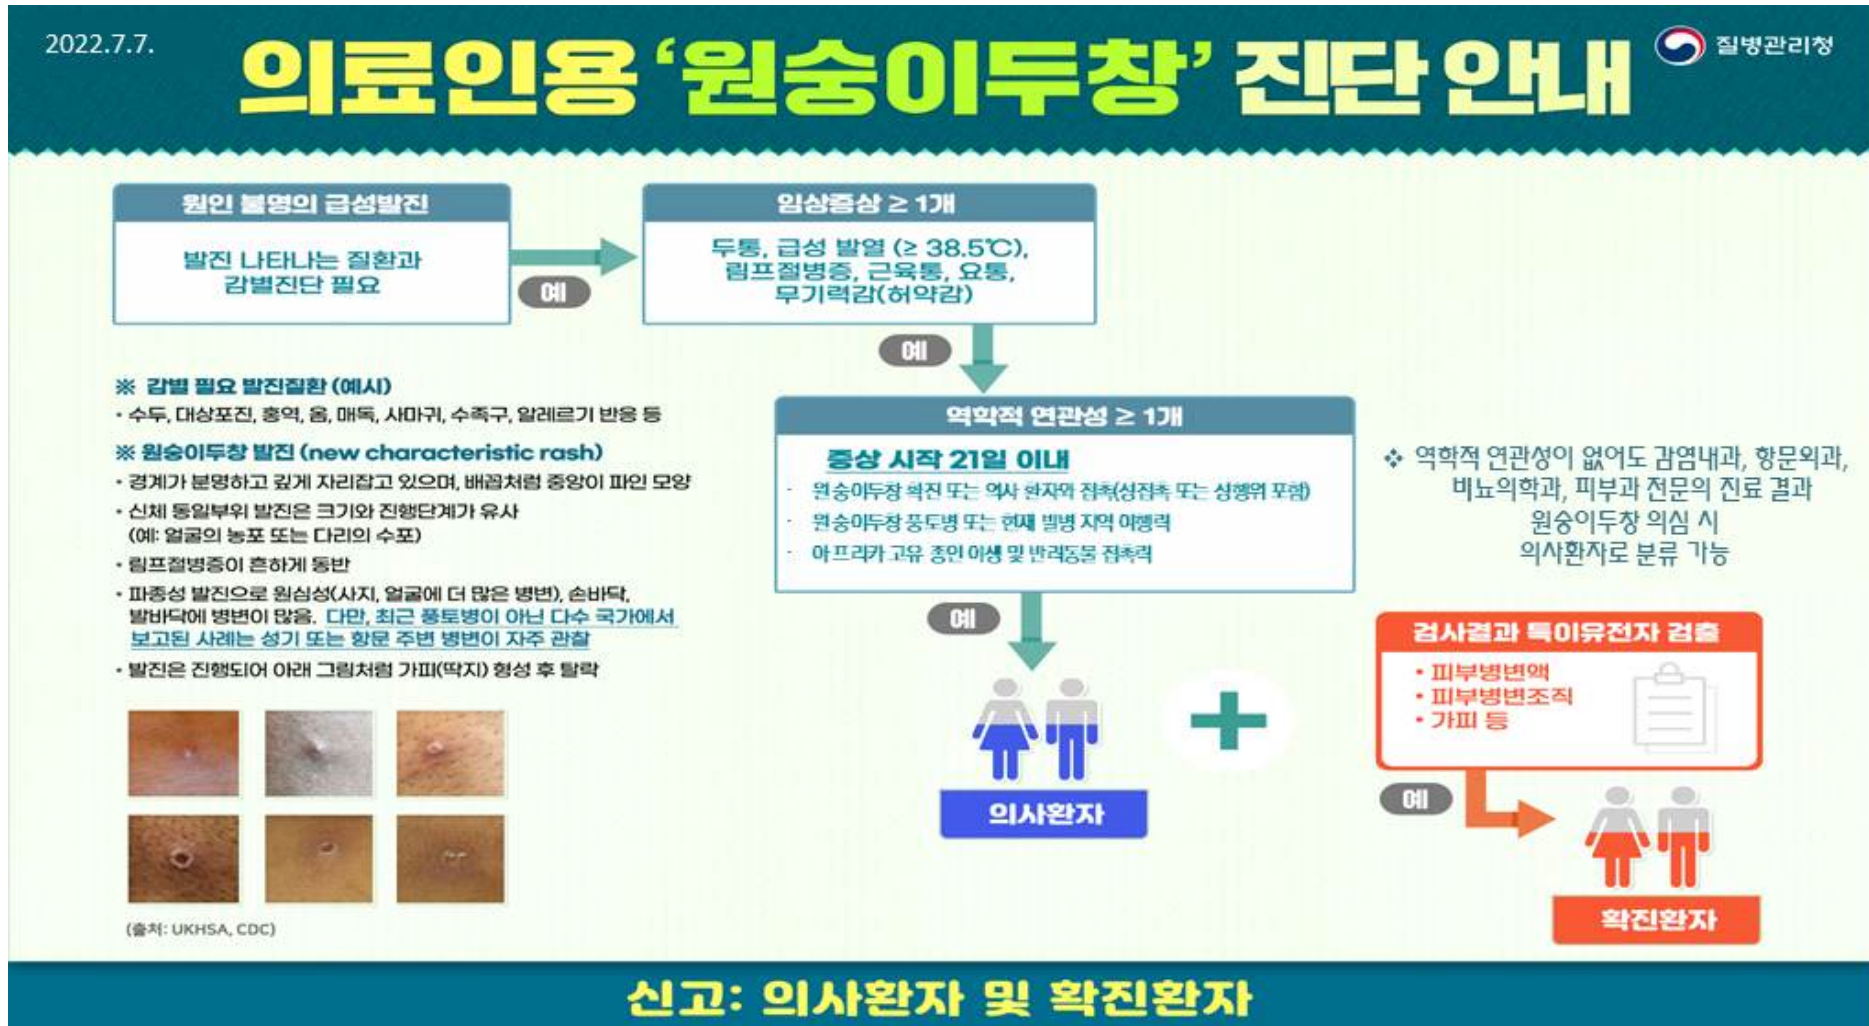 2022.7.7.
의료인용 '원숭이두창' 진단 안내
질병관리청
원인 불명의 급성발진
발진 나타나는 질환과
감별진단 필요
예
임상증상 ≥ 1개
두통, 급성 발열 (≥ 38.5℃),
림프절병증, 근육통, 요통,
무기력감(허약감)
예
※ 감별 필요 발진질환 (예시)
• 수두, 대상포진, 홍역, 옴, 매독, 사마귀, 수족구, 알레르기 반응 등
※ 원숭이두창 발진 (new characteristic rash)
• 경계가 분명하고 깊게 자리잡고 있으며, 배꼽처럼 중앙이 파인 모양
• 신체 동일부위 발진은 크기와 진행단계가 유사
(예: 얼굴의 농포 또는 다리의 수포)
• 림프절병증이 흔하게 동반
• 파종성 발진으로 원심성(사지, 얼굴에 더 많은 병변), 손바닥,
발바닥에 병변이 많음. 다만, 최근 풍토병이 아닌 다수 국가에서
보고된 사례는 성기 또는 항문 주변 병변이 자주 관찰
• 발진은 진행되어 아래 그림처럼 가피(딱지) 형성 후 탈락
(출처: UKHSA, CDC)
역학적 연관성 ≥ 1개
증상 시작 21일 이내
- 원숭이두창 확진 또는 의사 환자와 접촉(성접촉 또는 성행위 포함)
- 원숭이두창 풍토병 또는 현재 발병 지역 여행력
- 아프리카 고유 종인 야생 및 반려동물 접촉력
예
의사환자
❖ 역학적 연관성이 없어도 감염내과, 항문외과,
비뇨의학과, 피부과 전문의 진료 결과
원숭이두창 의심 시
의사환자로 분류 가능
검사결과 특이유전자 검출
• 피부병변액
• 피부병변조직
• 가피 등
예
확진환자
신고: 의사환자 및 확진환자